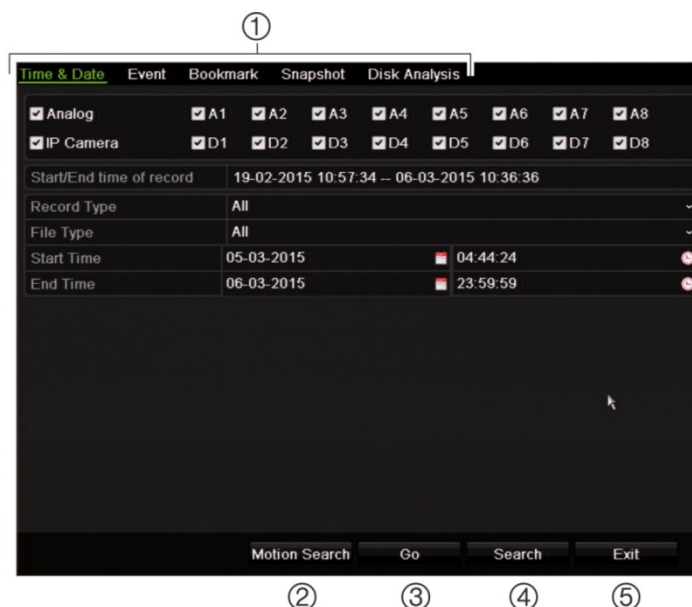 ①
Time & Date Event Bookmark Snapshot Disk Analysis
Analog A1 A2 A3 A4 A5 A6 A7 A8
IP Camera D1 D2 D3 D4 D5 D6 D7 D8
Start/End time of record 19-02-2015 10:57:34 -- 06-03-2015 10:36:36
Record Type All
File Type All
Start Time 05-03-2015 04:44:24
End Time 06-03-2015 23:59:59
Motion Search Go Search Exit
② ③ ④ ⑤